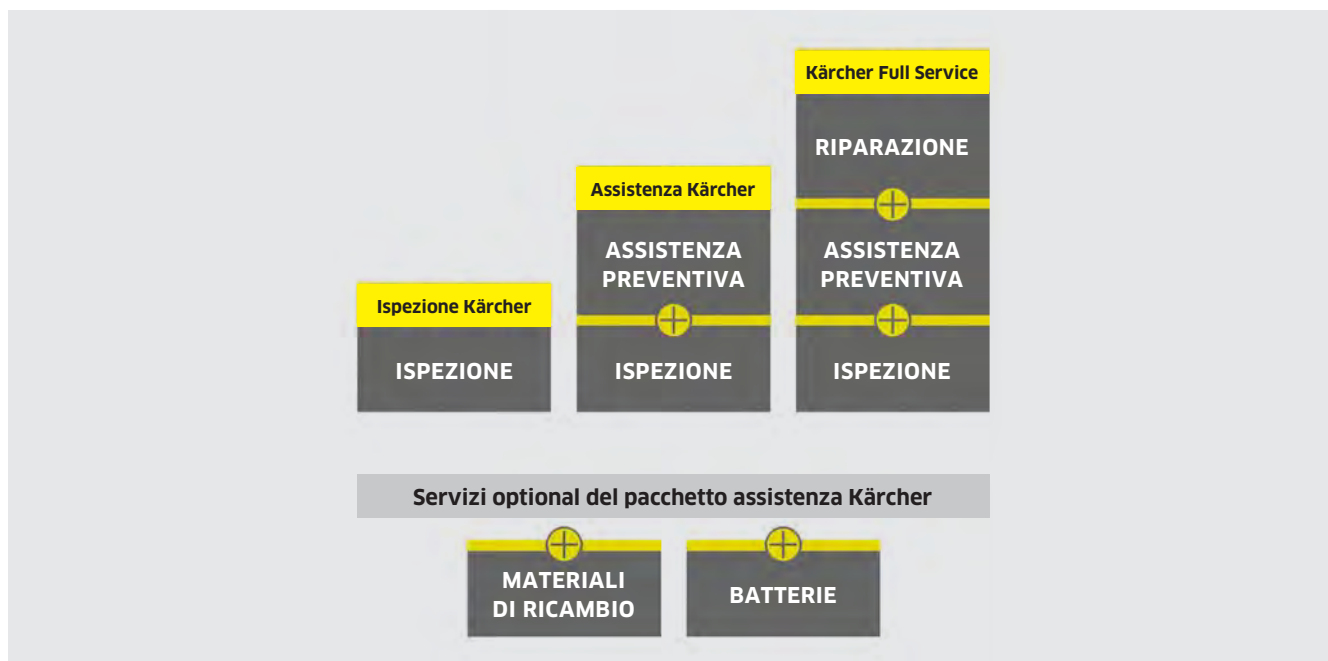 Ispezione Kärcher
ISPEZIONE
Assistenza Kärcher
ASSISTENZA
PREVENTIVA
ISPEZIONE
Kärcher Full Service
RIPARAZIONE
ASSISTENZA
PREVENTIVA
ISPEZIONE
Servizi optional del pacchetto assistenza Kärcher
MATERIALI
DI RICAMBIO
BATTERIE